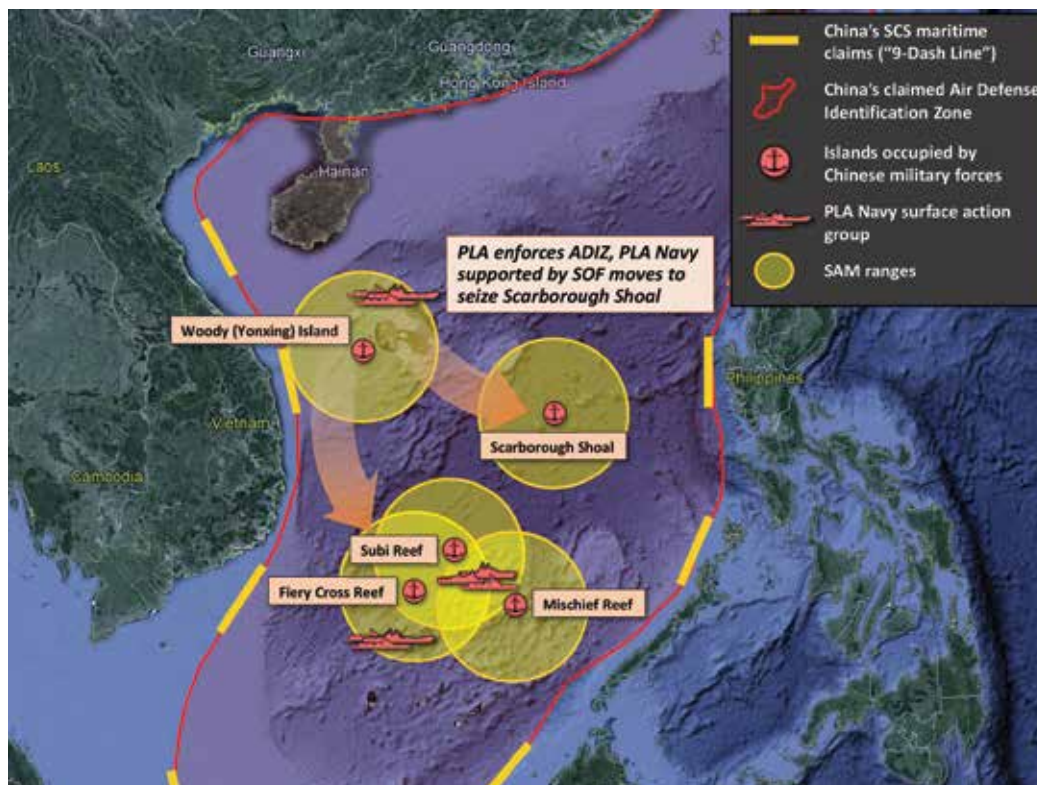 Guangxi
Guangdong
Hong Kong Island
Laos
Hainan
China's SCS maritime
claims ("9-Dash Line")
China's claimed Air Defense
Identification Zone
Islands occupied by
Chinese military forces
PLA Navy surface action
group
SAM ranges
PLA enforces ADIZ, PLA Navy
supported by SOF moves to
seize Scarborough Shoal
Woody (Yonxing) Island
Philippines
Vietnam
Scarborough Shoal
Cambodia
Subi Reef
Fiery Cross Reef
Mischief Reef